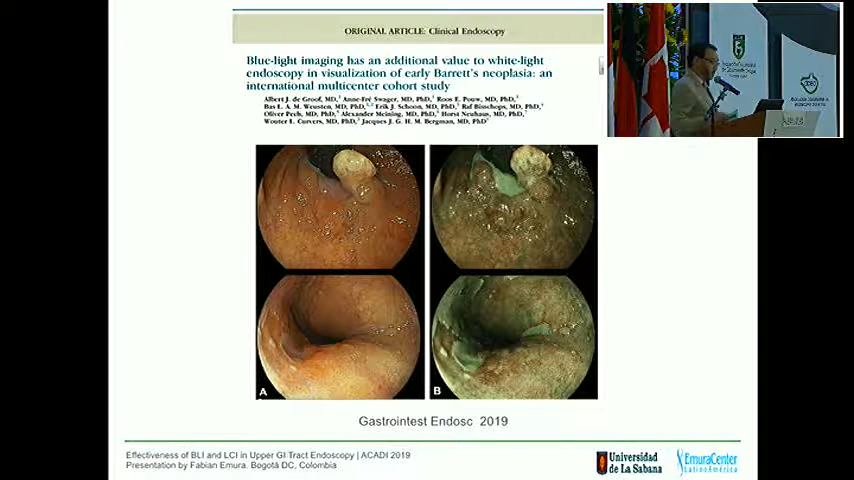 ORIGINAL ARTICLE: Clinical Endoscopy
Blue-light imaging has an additional value to white-light
endoscopy in visualization of early Barrett's neoplasia: an
international multicenter cohort study
Albert J. de Groof, MD, Anne-Fré Swager, MD, PhD, Roos E. Pouw, MD, PhD,
Bas L. A. M. Weusten, MD, PhD, Erik J. Schoon, MD, PhD, Raf Bisschops, MD, PhD,
Oliver Pech, MD, PhD, Alexander Meining, MD, PhD, Horst Neuhaus, MD, PhD,
Wouter L. Curvers, MD, PhD, Jacques J. G. H. M. Bergman, MD, PhD
A
B
Gastrointest Endosc 2019
Effectiveness of BLI and LCI in Upper GI Tract Endoscopy | ACADI 2019
Presentation by Fabian Emura. Bogotá DC, Colombia
Universidad
de La Sabana
EmuraCenter
LatinoAmérica